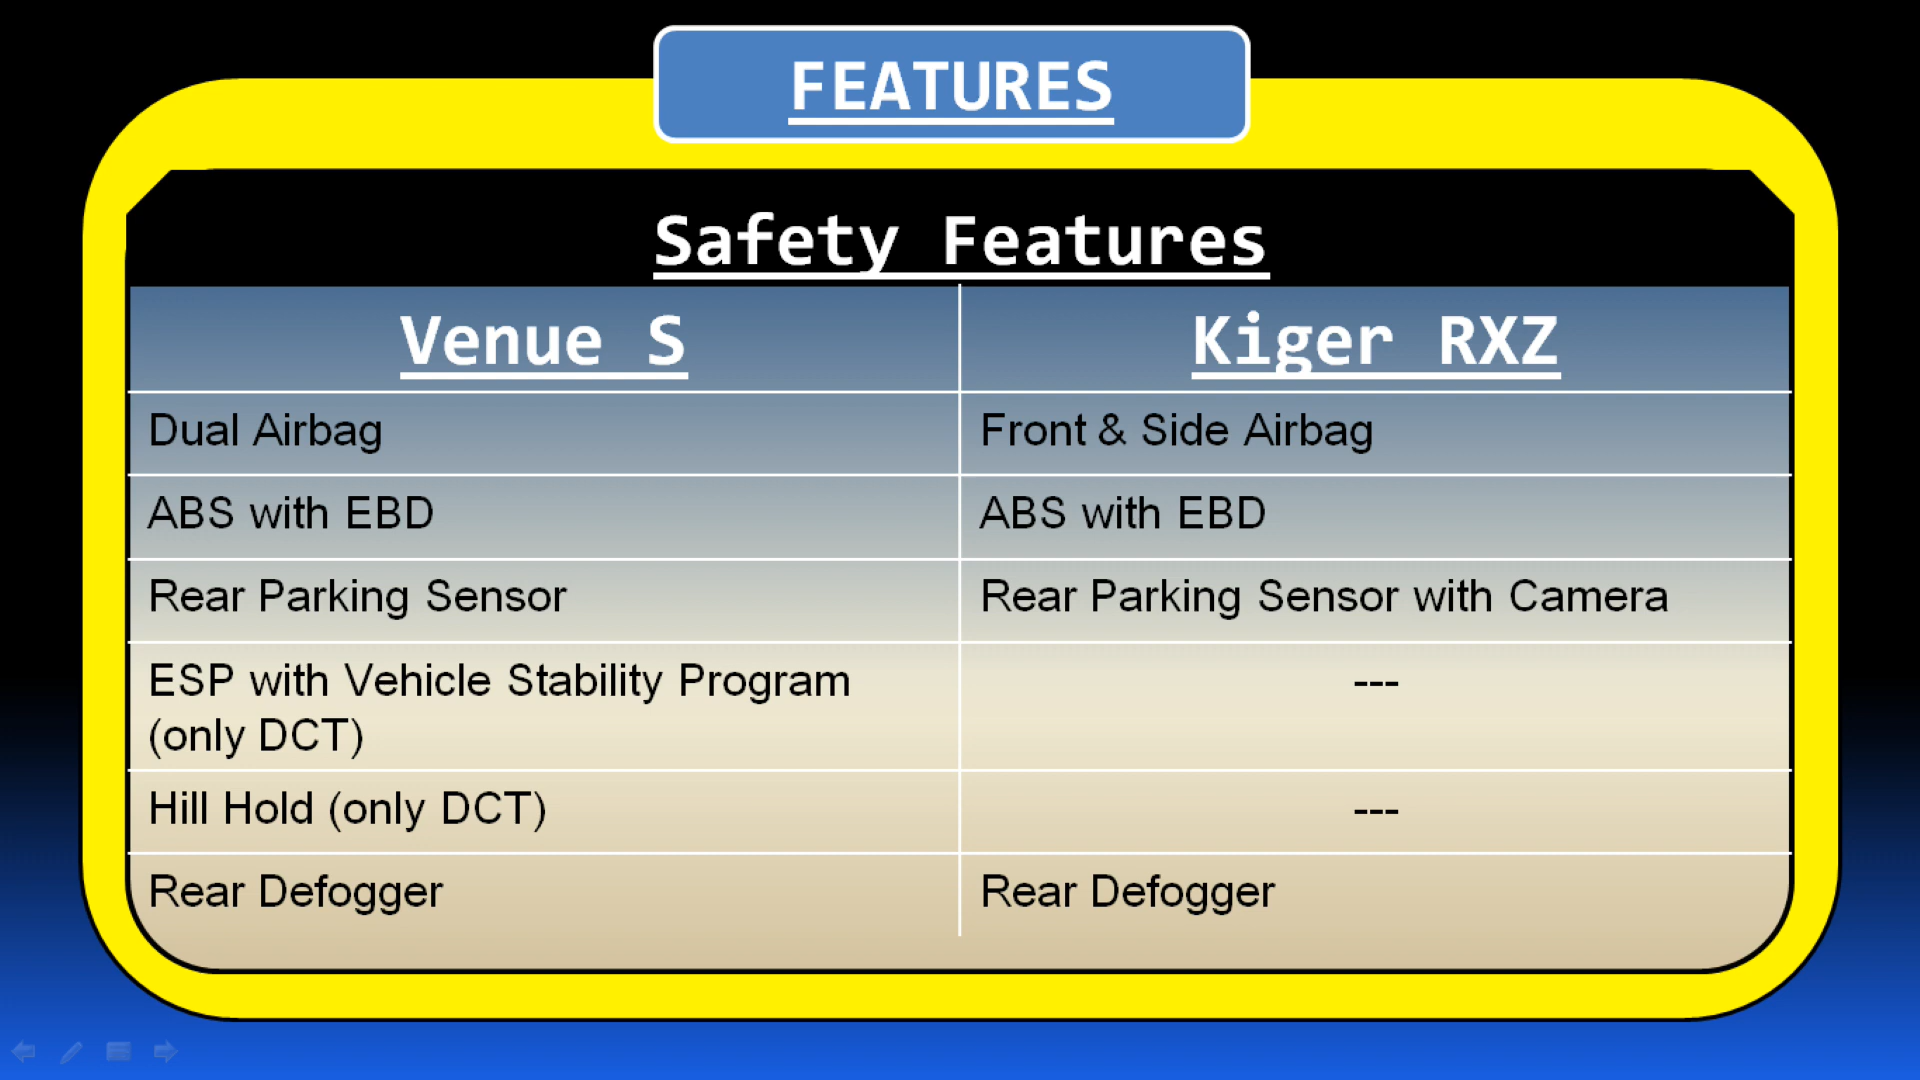 FEATURES
Safety Features
Venue S
Kiger RXZ
Dual Airbag
Front & Side Airbag
ABS with EBD
ABS with EBD
Rear Parking Sensor
Rear Parking Sensor with Camera
ESP with Vehicle Stability Program
(only DCT)
---
Hill Hold (only DCT)
---
Rear Defogger
Rear Defogger